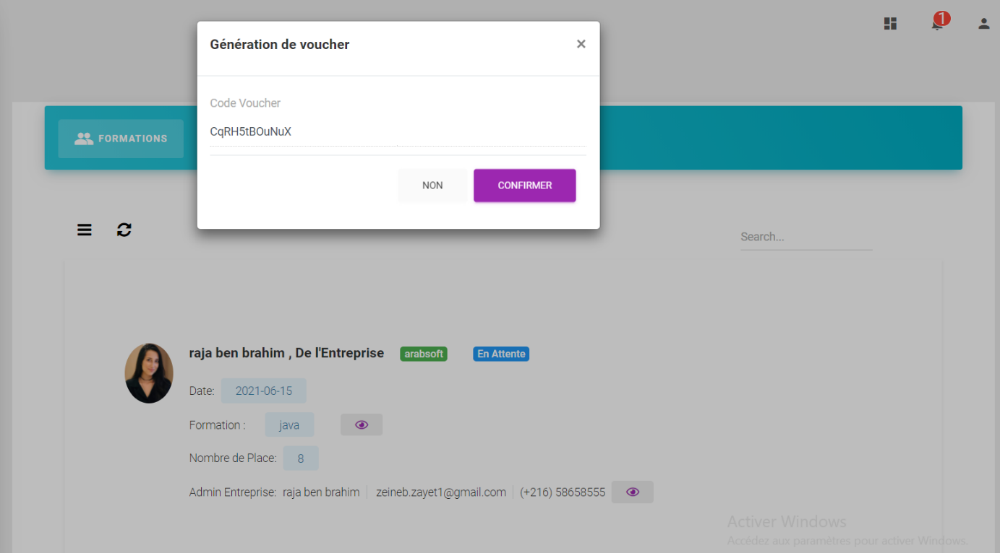 1
Génération de voucher ×
Code Voucher
CqRH5tBOuNuX
FORMATIONS
NON CONFIRMER
Search...
raja ben brahim , De l'Entreprise arabsoft En Attente
Date: 2021-06-15
Formation : java
Nombre de Place: 8
Admin Entreprise: raja ben brahim zeineb.zayet1@gmail.com (+216) 58658555
Activer Windows
Accédez aux paramètres pour activer Windows.